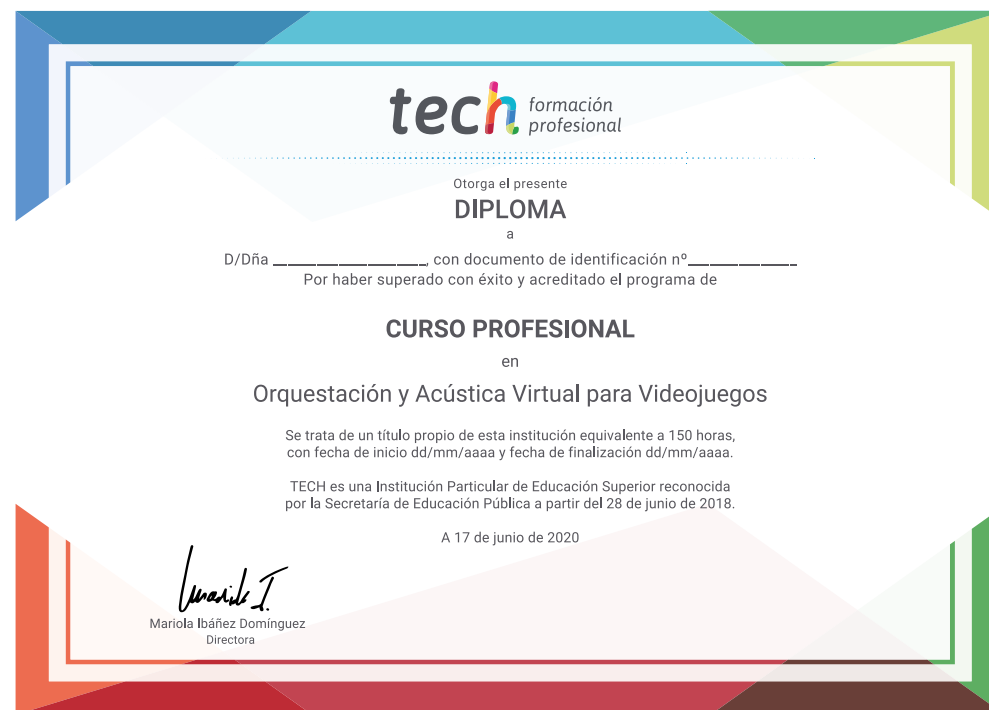 tech formación
profesional
Otorga el presente
DIPLOMA
a
D/Dña ____________________, con documento de identificación nº______________
Por haber superado con éxito y acreditado el programa de
CURSO PROFESIONAL
en
Orquestación y Acústica Virtual para Videojuegos
Se trata de un título propio de esta institución equivalente a 150 horas,
con fecha de inicio dd/mm/aaaa y fecha de finalización dd/mm/aaaa.
TECH es una Institución Particular de Educación Superior reconocida
por la Secretaría de Educación Pública a partir del 28 de junio de 2018.
A 17 de junio de 2020
Mariola Ibáñez Domínguez
Directora